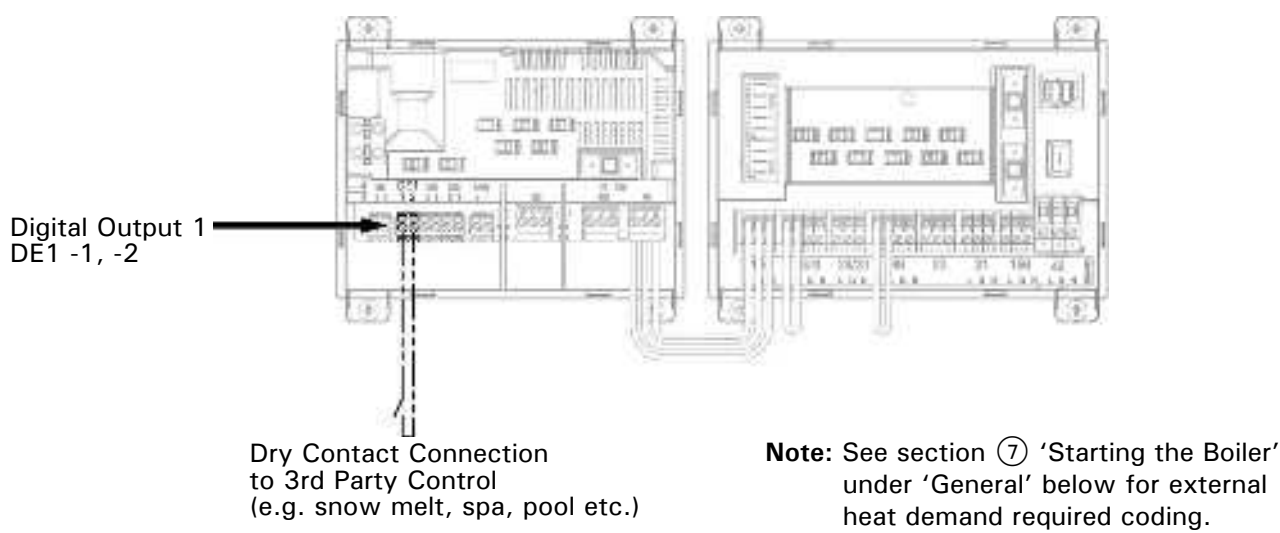 Digital Output 1
DE1 -1, -2
Dry Contact Connection
to 3rd Party Control
(e.g. snow melt, spa, pool etc.)
Note: See section ⑦ ‘Starting the Boiler’
under ‘General’ below for external
heat demand required coding.